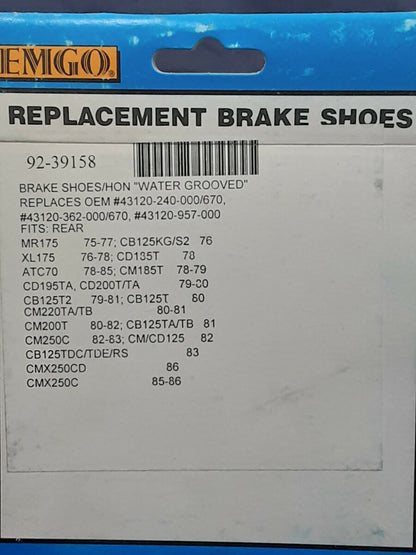 EMGO
REPLACEMENT BRAKE SHOES
92-39158
BRAKE SHOES/HON "WATER GROOVED"
REPLACES OEM #43120-240-000/670,
#43120-362-000/670, #43120-957-000
FITS: REAR
MR175 75-77; CB125KG/S2 76
XL175 76-78; CD135T 78
ATC70 78-85; CM185T 78-79
CD195TA, CD200T/TA 79-80
CB125T2 79-81; CB125T 80
CM220TA/TB 80-81
CM200T 80-82; CB125TA/TB 81
CM250C 82-83; CM/CD125 82
CB125TDC/TDE/RS 83
CMX250CD 86
CMX250C 85-86